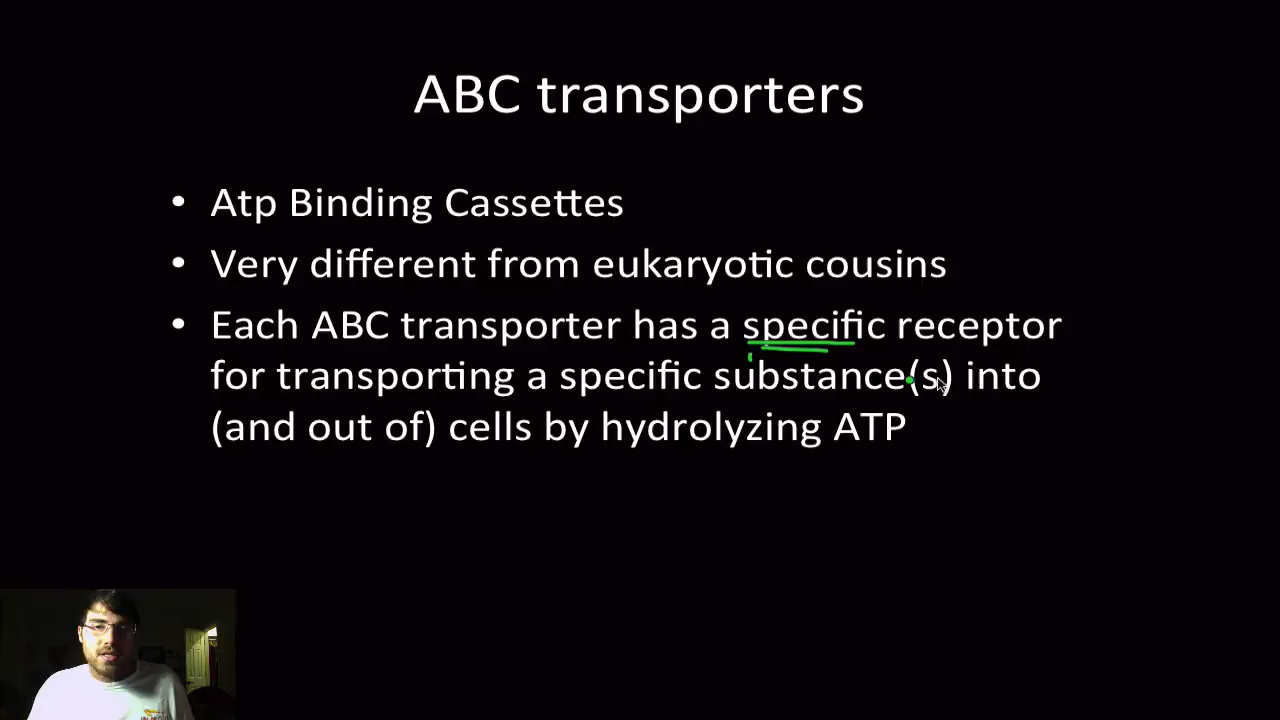 ABC transporters
• Atp Binding Cassettes
• Very different from eukaryotic cousins
• Each ABC transporter has a specific receptor
for transporting a specific substance(s) into
(and out of) cells by hydrolyzing ATP